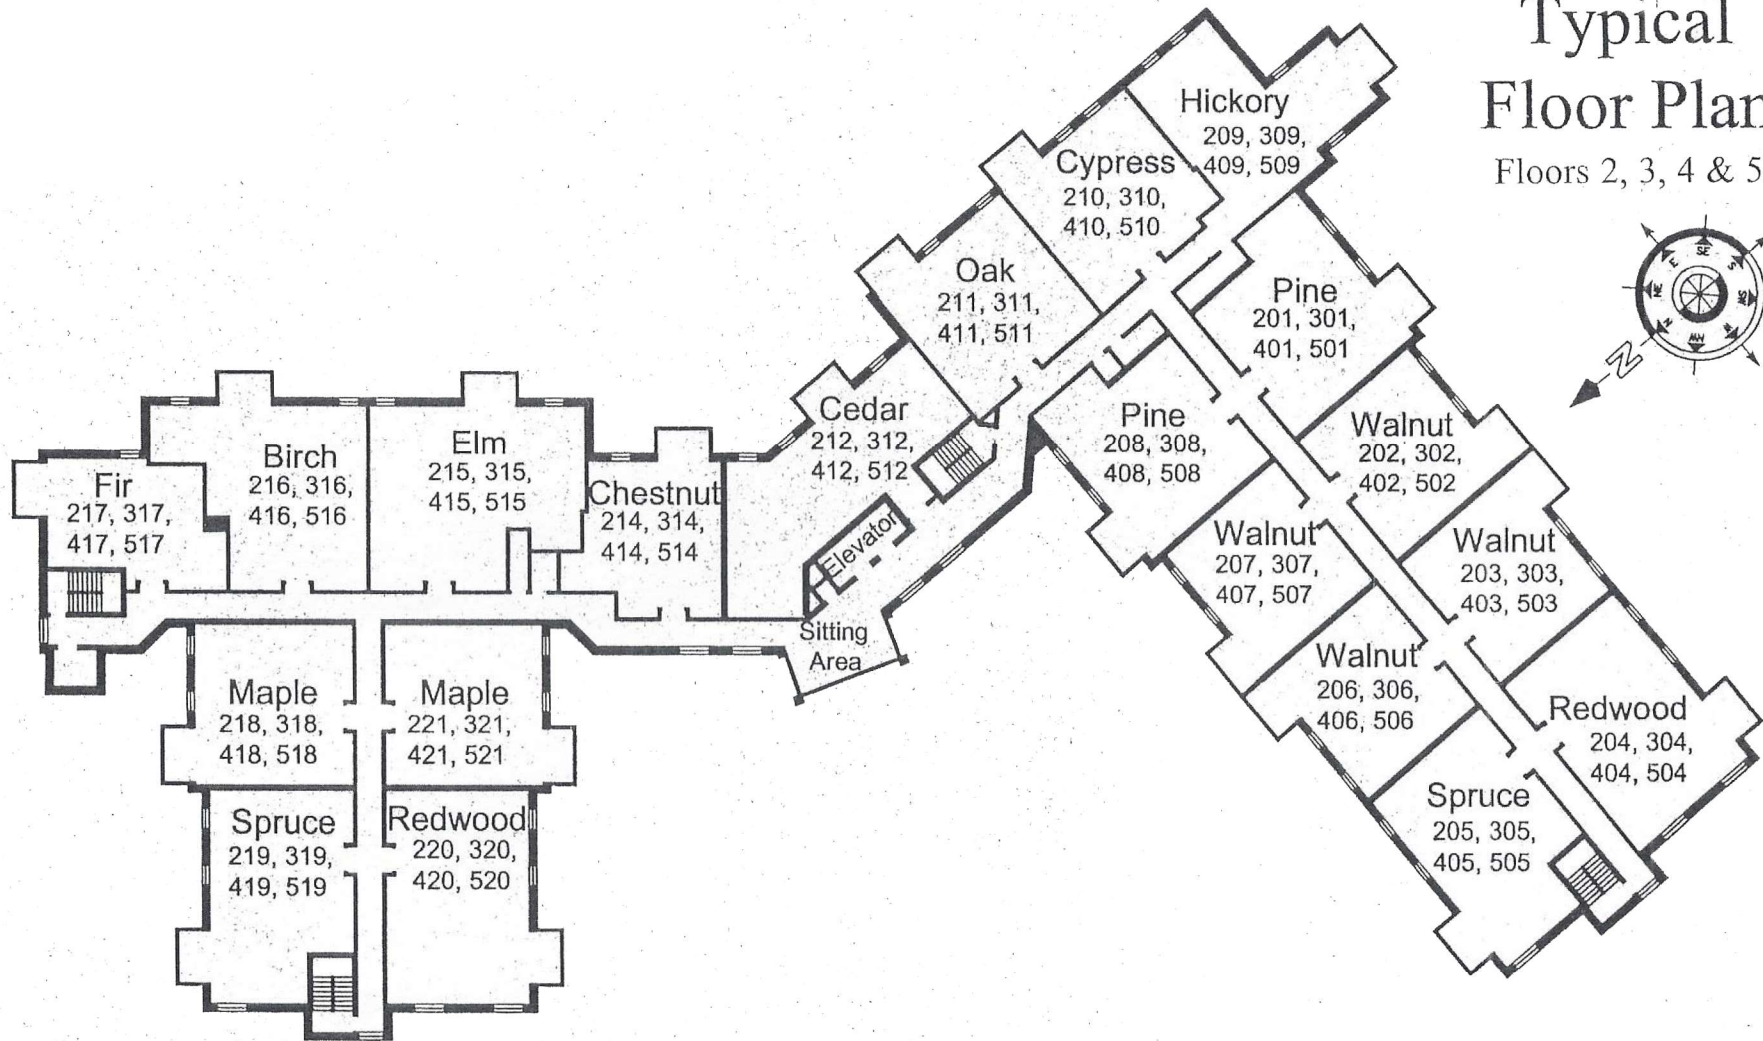 Typical
Floor Plan
Floors 2, 3, 4 & 5
Hickory
209, 309,
409, 509
Cypress
210, 310,
410, 510
Oak
211, 311,
411, 511
Pine
201, 301,
401, 501
Cedar
212, 312,
412, 512
Pine
208, 308,
408, 508
Walnut
202, 302,
402, 502
Birch
216, 316,
416, 516
Elm
215, 315,
415, 515
Fir
217, 317,
417, 517
Chestnut
214, 314,
414, 514
Elevator
Walnut
207, 307,
407, 507
Walnut
203, 303,
403, 503
Sitting
Area
Walnut
206, 306,
406, 506
Maple
218, 318,
418, 518
Maple
221, 321,
421, 521
Redwood
204, 304,
404, 504
Spruce
205, 305,
405, 505
Spruce
219, 319,
419, 519
Redwood
220, 320,
420, 520
SE
E
S
NE
N
N